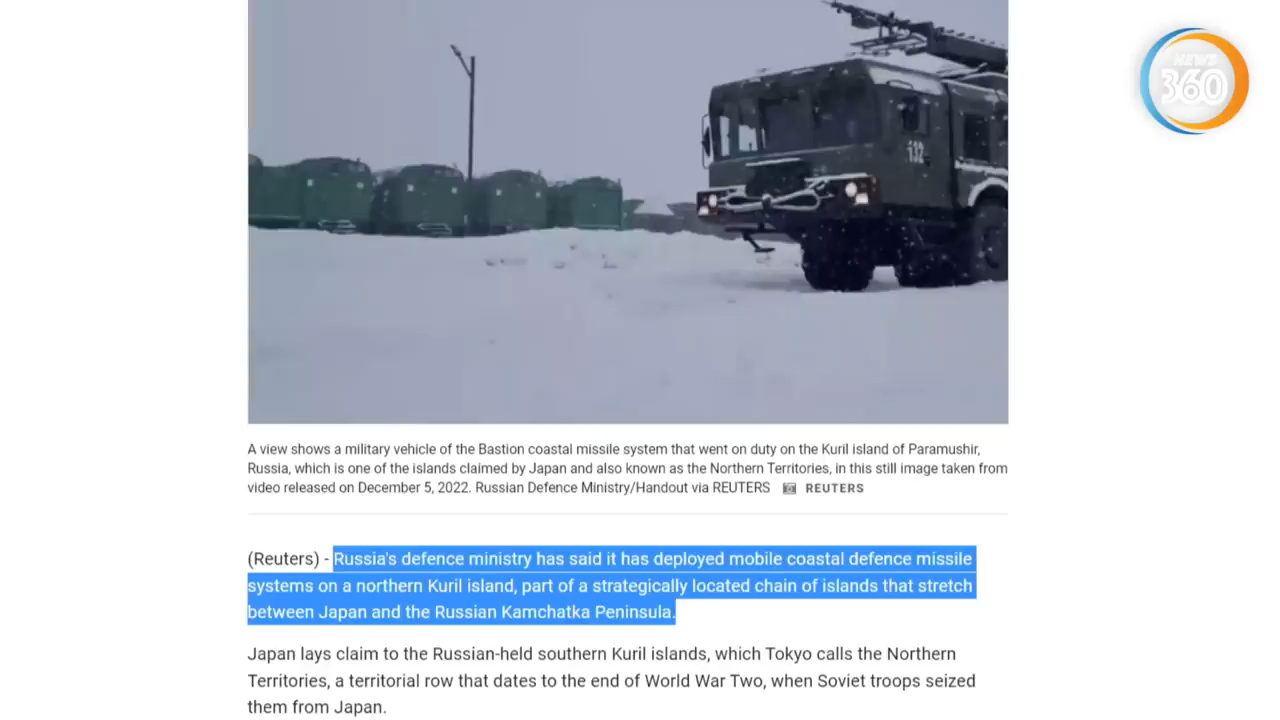 NEWS
360
132
A view shows a military vehicle of the Bastion coastal missile system that went on duty on the Kuril island of Paramushir,
Russia, which is one of the islands claimed by Japan and also known as the Northern Territories, in this still image taken from
video released on December 5, 2022. Russian Defence Ministry/Handout via REUTERS REUTERS
(Reuters) - Russia's defence ministry has said it has deployed mobile coastal defence missile
systems on a northern Kuril island, part of a strategically located chain of islands that stretch
between Japan and the Russian Kamchatka Peninsula.
Japan lays claim to the Russian-held southern Kuril islands, which Tokyo calls the Northern
Territories, a territorial row that dates to the end of World War Two, when Soviet troops seized
them from Japan.